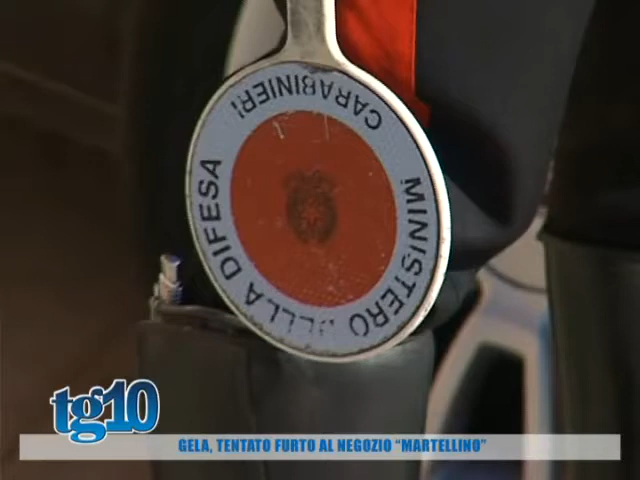 CARABINIERI
MINISTERO DELLA DIFESA
tg10
GELA, TENTATO FURTO AL NEGOZIO “MARTELLINO”